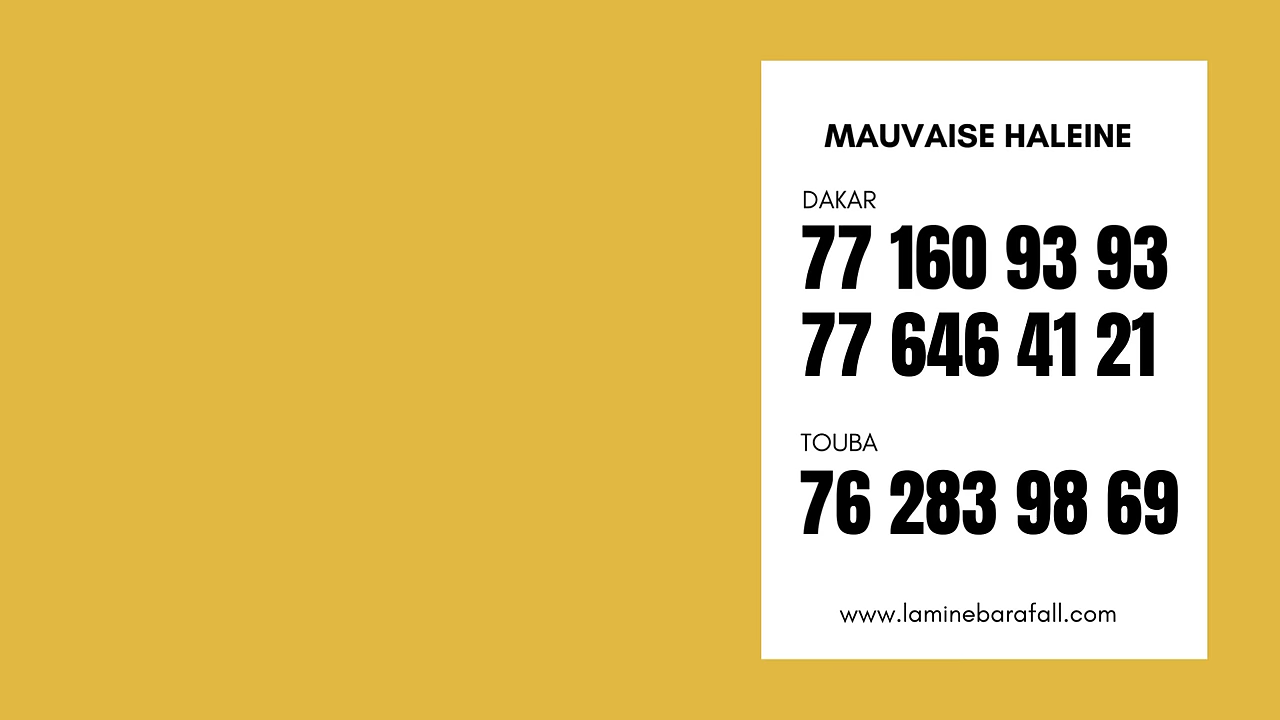 MAUVAISE HALEINE
DAKAR
77 160 93 93
77 646 41 21
TOUBA
76 283 98 69
www.laminebarafall.com